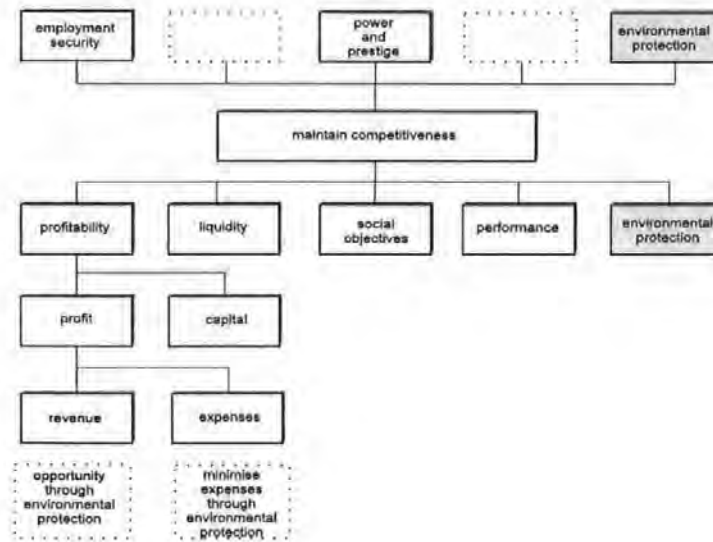 employment
security
power
and
prestige
environmental
protection
maintain competitiveness
profitability
liquidity
social
objectives
performance
environmental
protection
profit
capital
revenue
expenses
opportunity
through
environmental
protection
minimise
expenses
through
environmental
protection